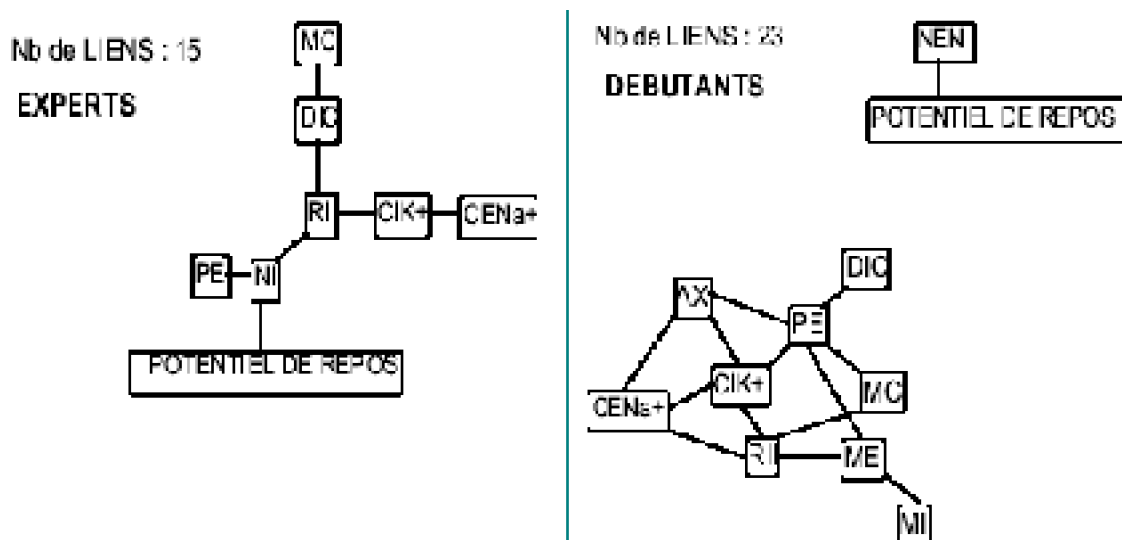 Nb de LIENS : 15
EXPERTS
MC
DIC
RI
CIK+
CENa+
PE
NI
POTENTIEL DE REPOS
Nb de LIENS : 23
DEBUTANTS
NEN
POTENTIEL DE REPOS
DIC
AX
PE
CIK+
MC
CENa+
RI
ME
MI